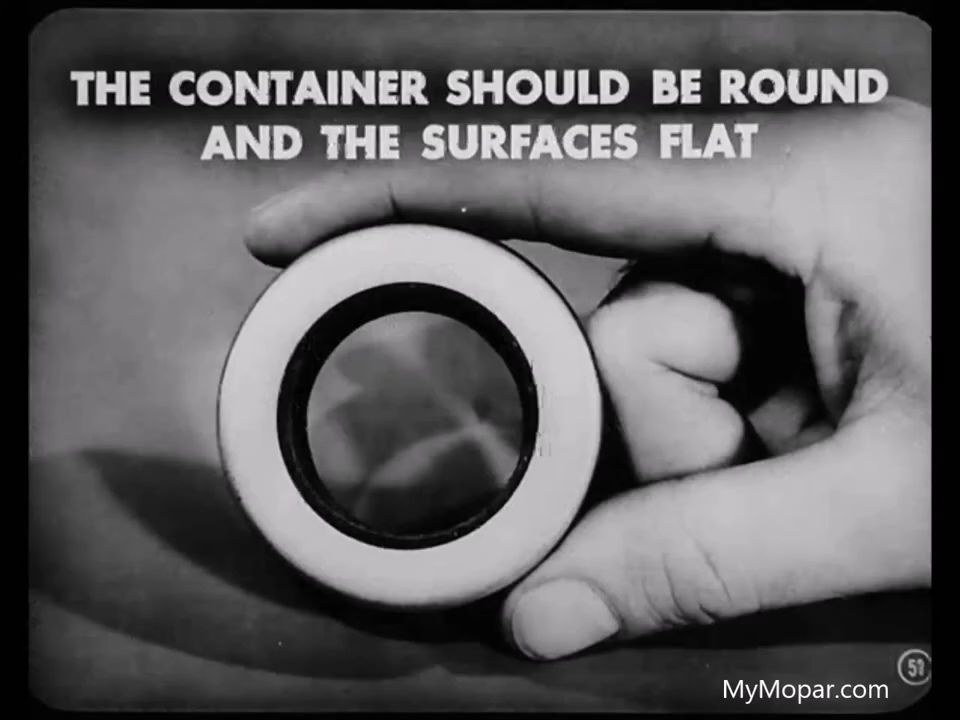 THE CONTAINER SHOULD BE ROUND
AND THE SURFACES FLAT
MyMopar.com